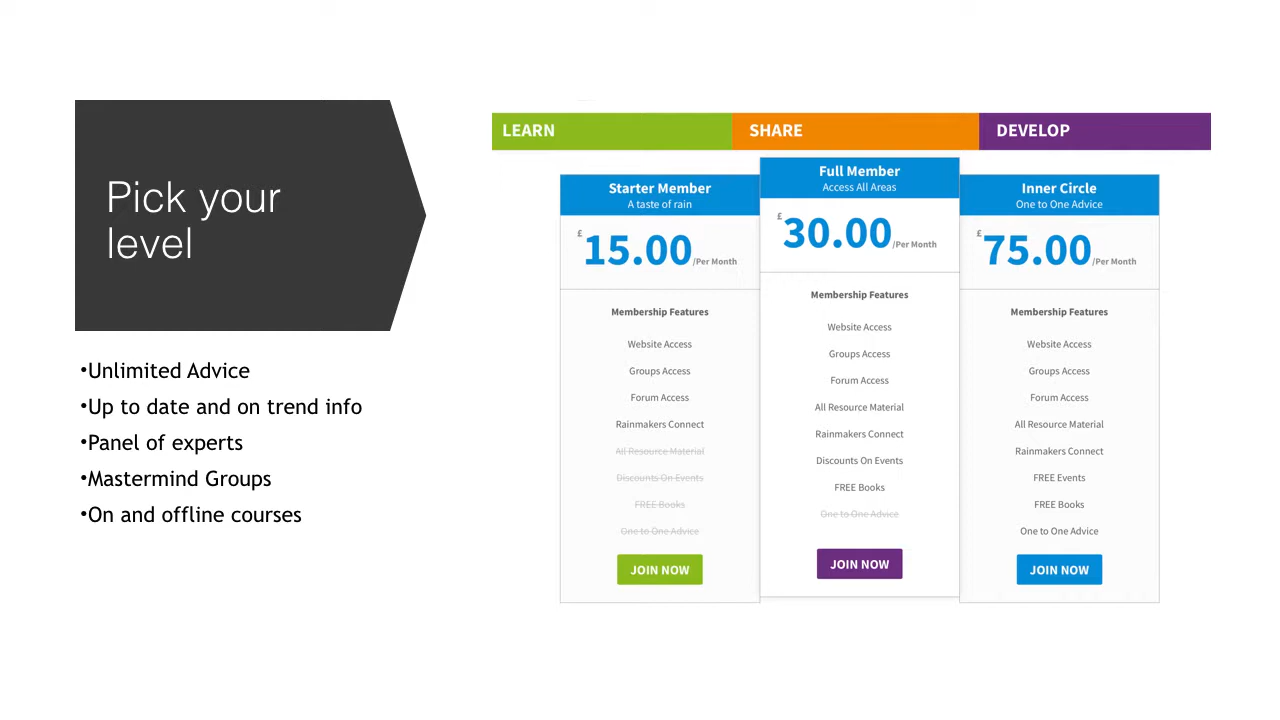 Pick your
level
•Unlimited Advice
•Up to date and on trend info
•Panel of experts
•Mastermind Groups
•On and offline courses
LEARN
SHARE
DEVELOP
Starter Member
A taste of rain
£15.00/Per Month
Membership Features
Website Access
Groups Access
Forum Access
Rainmakers Connect
All Resource Material
Discounts On Events
FREE Books
One to One Advice
JOIN NOW
Full Member
Access All Areas
£30.00/Per Month
Membership Features
Website Access
Groups Access
Forum Access
All Resource Material
Rainmakers Connect
Discounts On Events
FREE Books
One to One Advice
JOIN NOW
Inner Circle
One to One Advice
£75.00/Per Month
Membership Features
Website Access
Groups Access
Forum Access
All Resource Material
Rainmakers Connect
FREE Events
FREE Books
One to One Advice
JOIN NOW